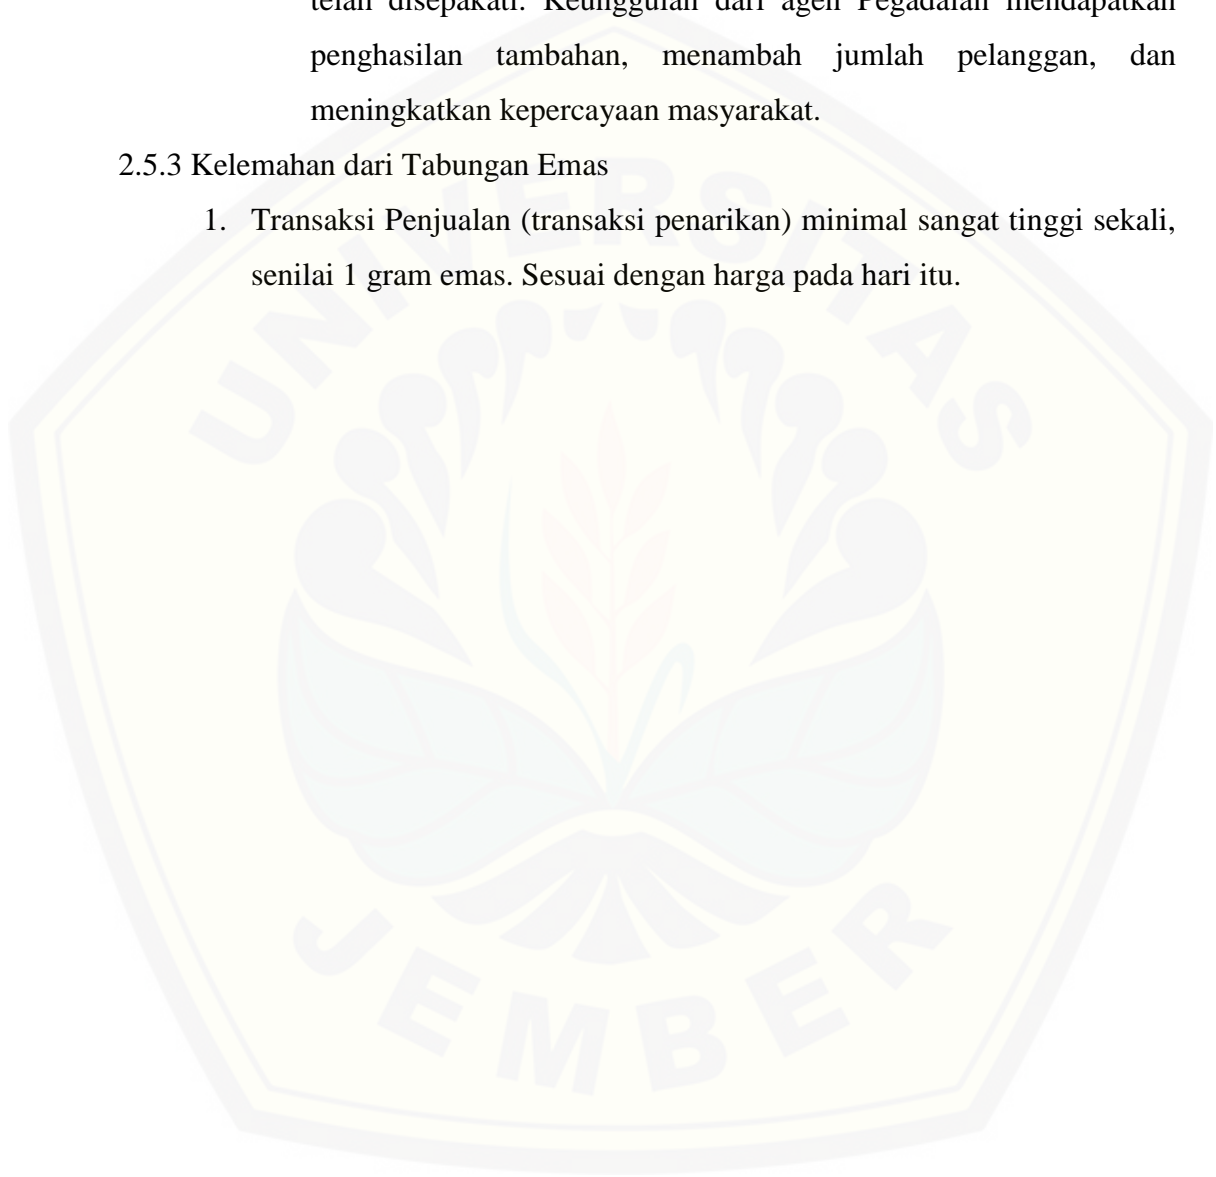 telah disepakati. Keunggulan dari agen Pegadaian mendapatkan
penghasilan tambahan, menambah jumlah pelanggan, dan
meningkatkan kepercayaan masyarakat.
2.5.3 Kelemahan dari Tabungan Emas
1. Transaksi Penjualan (transaksi penarikan) minimal sangat tinggi sekali,
senilai 1 gram emas. Sesuai dengan harga pada hari itu.
UNIVERSITAS
JEMBER